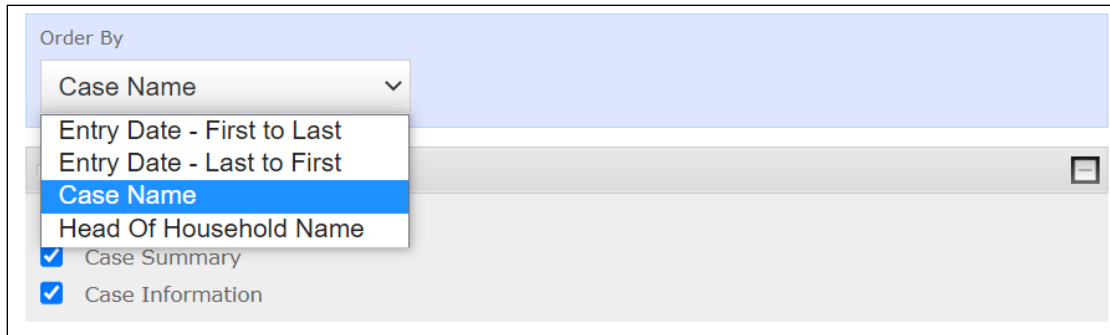 Order By
Case Name
Entry Date - First to Last
Entry Date - Last to First
Case Name
Head Of Household Name
Case Summary
Case Information